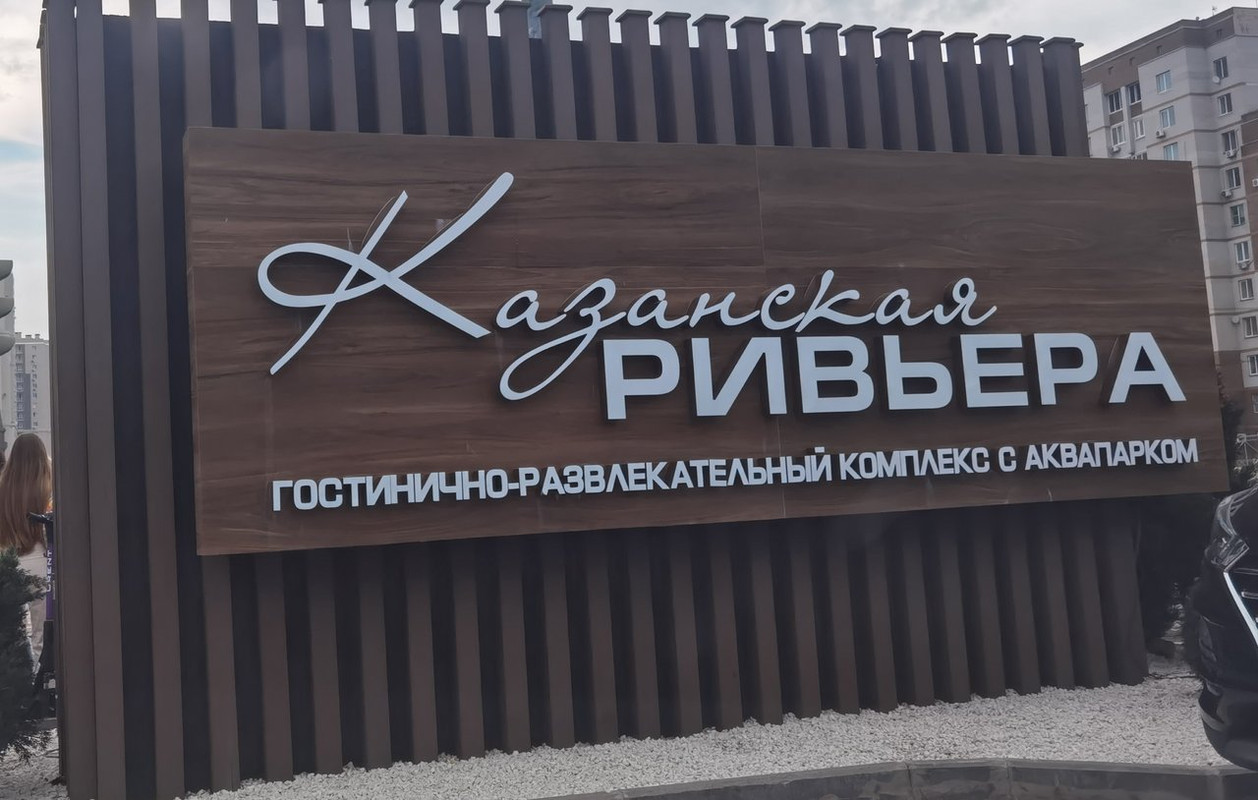 Казанская
РИВЬЕРА
ГОСТИНИЧНО-РАЗВЛЕКАТЕЛЬНЫЙ КОМПЛЕКС С АКВАПАРКОМ